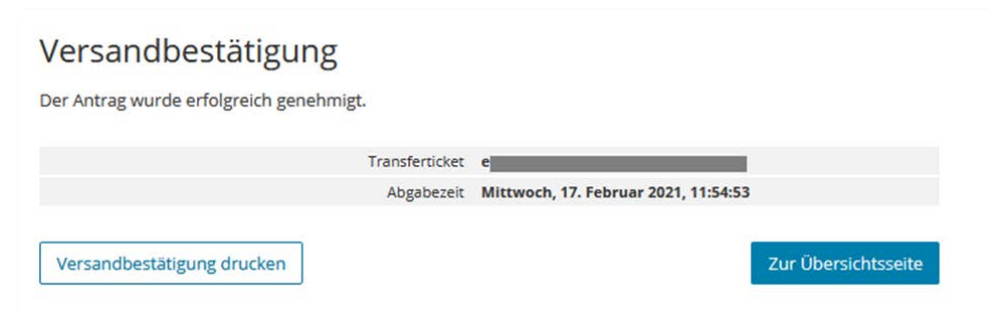 Versandbestätigung
Der Antrag wurde erfolgreich genehmigt.
Transferticket e
Abgabezeit Mittwoch, 17. Februar 2021, 11:54:53
Versandbestätigung drucken
Zur Übersichtsseite